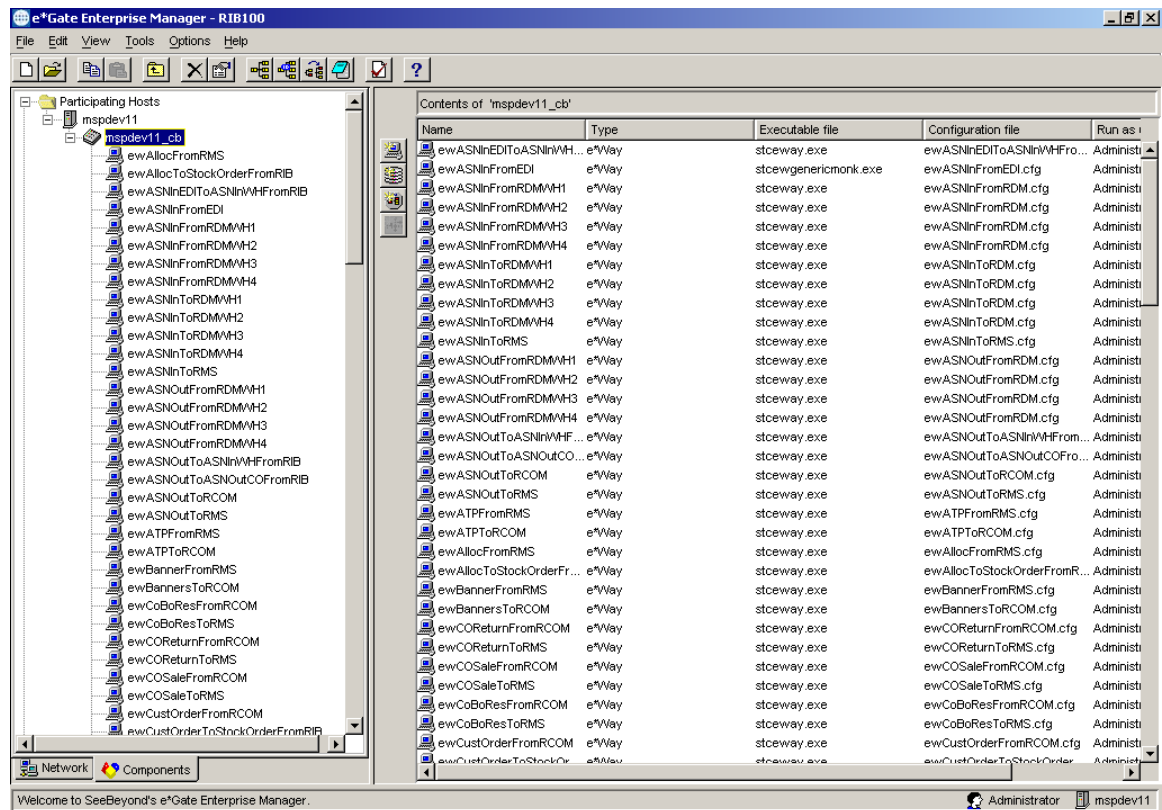 e*Gate Enterprise Manager - RIB100
File Edit View Tools Options Help
Participating Hosts
mspdev11
mspdev11_cb
ewAllocFromRMS
ewAllocToStockOrderFromRIB
ewASNInEDIToASNInWHFromRIB
ewASNInFromEDI
ewASNInFromRDMWH1
ewASNInFromRDMWH2
ewASNInFromRDMWH3
ewASNInFromRDMWH4
ewASNInToRDMWH1
ewASNInToRDMWH2
ewASNInToRDMWH3
ewASNInToRDMWH4
ewASNInToRMS
ewASNOutFromRDMWH1
ewASNOutFromRDMWH2
ewASNOutFromRDMWH3
ewASNOutFromRDMWH4
ewASNOutToASNInWHFromRIB
ewASNOutToASNOutCOFromRIB
ewASNOutToRCOM
ewASNOutToRMS
ewATPFromRMS
ewATPToRCOM
ewBannerFromRMS
ewBannersToRCOM
ewCoBoResFromRCOM
ewCoBoResToRMS
ewCOReturnFromRCOM
ewCOReturnToRMS
ewCOSaleFromRCOM
ewCOSaleToRMS
ewCustOrderFromRCOM
ewCustOrderToStockOrderFromRIB
Network Components
Contents of 'mspdev11_cb'
Name Type Executable file Configuration file Run as
ewASNInEDIToASNInWH... e*Way stceway.exe ewASNInEDIToASNInWHFro... Administ
ewASNInFromEDI e*Way stcewgenericmonk.exe ewASNInFromEDI.cfg Administ
ewASNInFromRDMWH1 e*Way stceway.exe ewASNInFromRDM.cfg Administ
ewASNInFromRDMWH2 e*Way stceway.exe ewASNInFromRDM.cfg Administ
ewASNInFromRDMWH3 e*Way stceway.exe ewASNInFromRDM.cfg Administ
ewASNInFromRDMWH4 e*Way stceway.exe ewASNInFromRDM.cfg Administ
ewASNInToRDMWH1 e*Way stceway.exe ewASNInToRDM.cfg Administ
ewASNInToRDMWH2 e*Way stceway.exe ewASNInToRDM.cfg Administ
ewASNInToRDMWH3 e*Way stceway.exe ewASNInToRDM.cfg Administ
ewASNInToRDMWH4 e*Way stceway.exe ewASNInToRDM.cfg Administ
ewASNInToRMS e*Way stceway.exe ewASNInToRMS.cfg Administ
ewASNOutFromRDMWH1 e*Way stceway.exe ewASNOutFromRDM.cfg Administ
ewASNOutFromRDMWH2 e*Way stceway.exe ewASNOutFromRDM.cfg Administ
ewASNOutFromRDMWH3 e*Way stceway.exe ewASNOutFromRDM.cfg Administ
ewASNOutFromRDMWH4 e*Way stceway.exe ewASNOutFromRDM.cfg Administ
ewASNOutToASNInWHF... e*Way stceway.exe ewASNOutToASNInWHFrom... Administ
ewASNOutToASNOutCO... e*Way stceway.exe ewASNOutToASNOutCOFro... Administ
ewASNOutToRCOM e*Way stceway.exe ewASNOutToRCOM.cfg Administ
ewASNOutToRMS e*Way stceway.exe ewASNOutToRMS.cfg Administ
ewATPFromRMS e*Way stceway.exe ewATPFromRMS.cfg Administ
ewATPToRCOM e*Way stceway.exe ewATPToRCOM.cfg Administ
ewAllocFromRMS e*Way stceway.exe ewAllocFromRMS.cfg Administ
ewAllocToStockOrderFr... e*Way stceway.exe ewAllocToStockOrderFromR... Administ
ewBannerFromRMS e*Way stceway.exe ewBannerFromRMS.cfg Administ
ewBannersToRCOM e*Way stceway.exe ewBannersToRCOM.cfg Administ
ewCOReturnFromRCOM e*Way stceway.exe ewCOReturnFromRCOM.cfg Administ
ewCOReturnToRMS e*Way stceway.exe ewCOReturnToRMS.cfg Administ
ewCOSaleFromRCOM e*Way stceway.exe ewCOSaleFromRCOM.cfg Administ
ewCOSaleToRMS e*Way stceway.exe ewCOSaleToRMS.cfg Administ
ewCoBoResFromRCOM e*Way stceway.exe ewCoBoResFromRCOM.cfg Administ
ewCoBoResToRMS e*Way stceway.exe ewCoBoResToRMS.cfg Administ
ewCustOrderFromRCOM e*Way stceway.exe ewCustOrderFromRCOM.cfg Administ
ewCustOrderToStockOr... e*Way stceway.exe ewCustOrderToStockOrder... Administ
Welcome to SeeBeyond's e*Gate Enterprise Manager. Administrator mspdev11